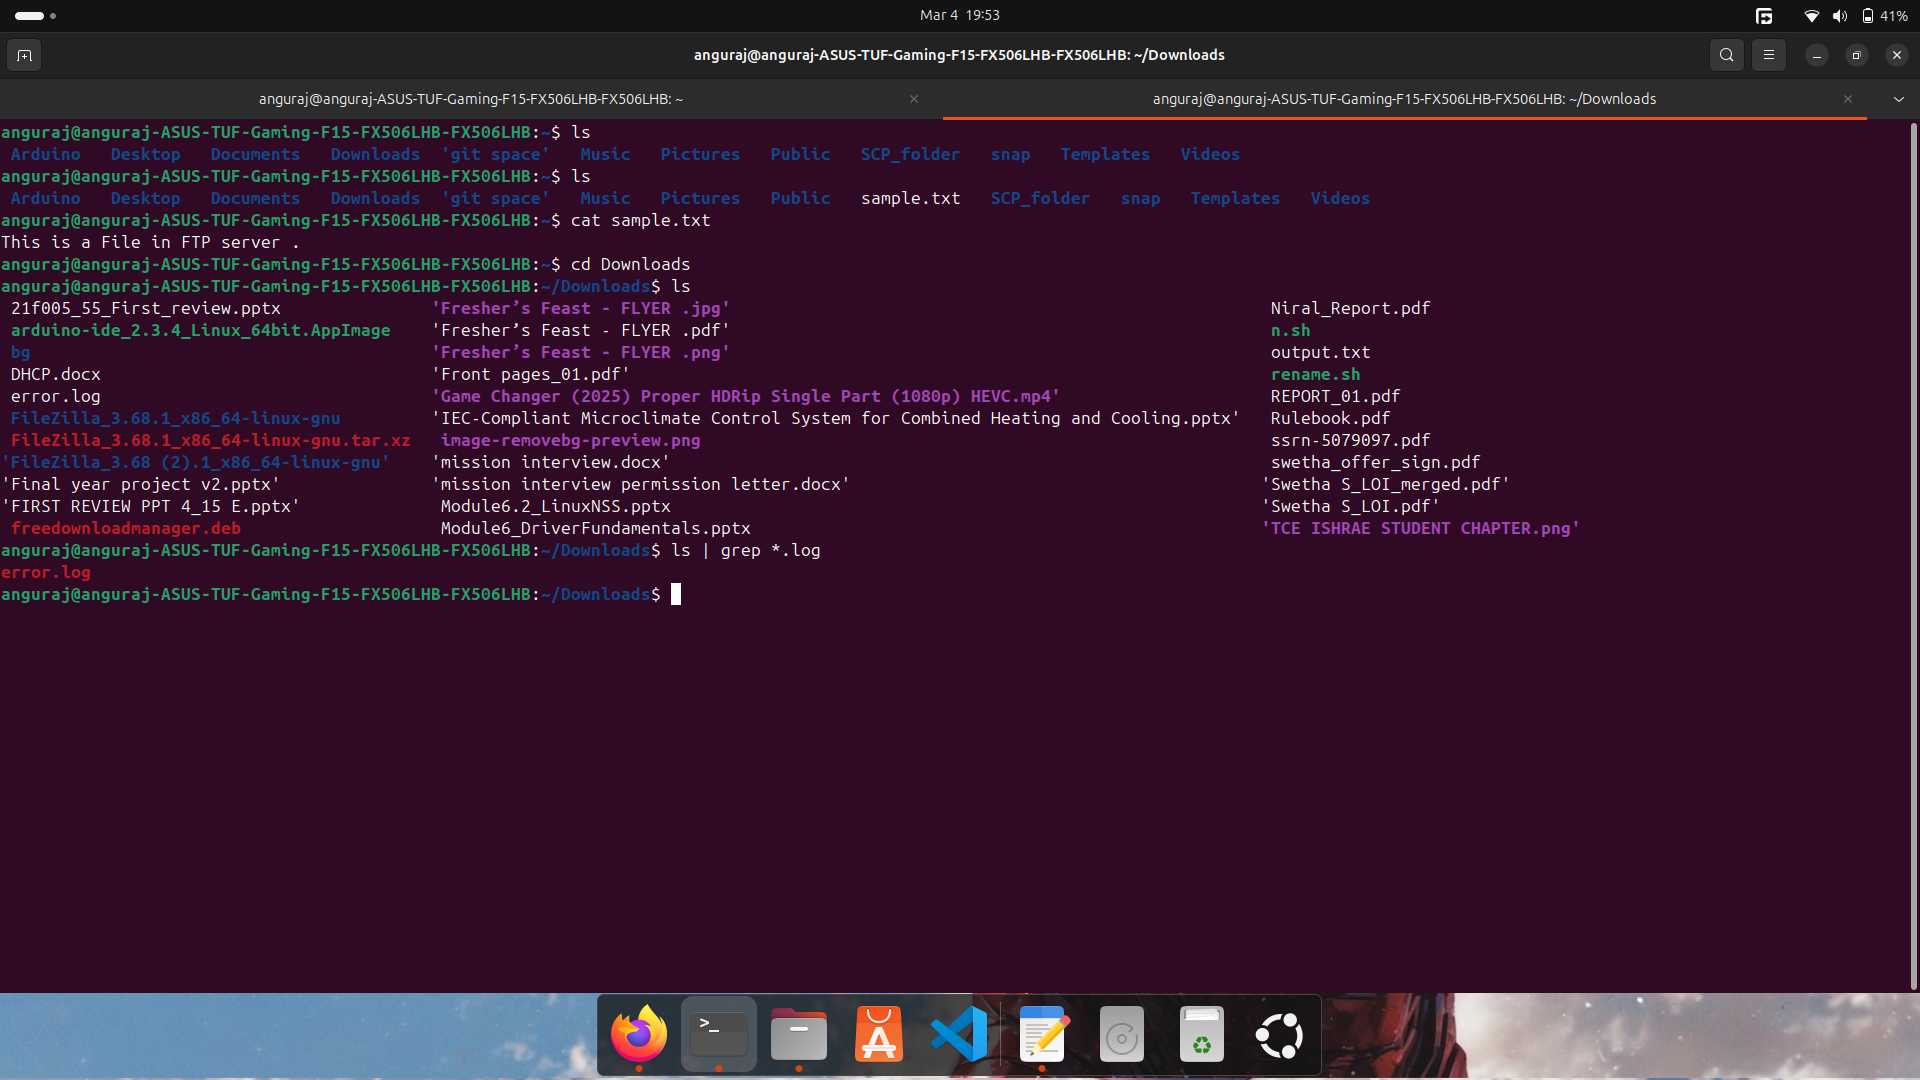 Mar 4 19:53
41%
anguraj@anguraj-ASUS-TUF-Gaming-F15-FX506LHB-FX506LHB: ~/Downloads
anguraj@anguraj-ASUS-TUF-Gaming-F15-FX506LHB-FX506LHB: ~
anguraj@anguraj-ASUS-TUF-Gaming-F15-FX506LHB-FX506LHB: ~/Downloads
anguraj@anguraj-ASUS-TUF-Gaming-F15-FX506LHB-FX506LHB:~$ ls
Arduino Desktop Documents Downloads 'git space' Music Pictures Public SCP_folder snap Templates Videos
anguraj@anguraj-ASUS-TUF-Gaming-F15-FX506LHB-FX506LHB:~$ ls
Arduino Desktop Documents Downloads 'git space' Music Pictures Public sample.txt SCP_folder snap Templates Videos
anguraj@anguraj-ASUS-TUF-Gaming-F15-FX506LHB-FX506LHB:~$ cat sample.txt
This is a File in FTP server .
anguraj@anguraj-ASUS-TUF-Gaming-F15-FX506LHB-FX506LHB:~$ cd Downloads
anguraj@anguraj-ASUS-TUF-Gaming-F15-FX506LHB-FX506LHB:~/Downloads$ ls
21f005_55_First_review.pptx 'Fresher’s Feast - FLYER .jpg' Niral_Report.pdf
arduino-ide_2.3.4_Linux_64bit.AppImage 'Fresher’s Feast - FLYER .pdf' n.sh
bg 'Fresher’s Feast - FLYER .png' output.txt
DHCP.docx 'Front pages_01.pdf' rename.sh
error.log 'Game Changer (2025) Proper HDRip Single Part (1080p) HEVC.mp4' REPORT_01.pdf
FileZilla_3.68.1_x86_64-linux-gnu 'IEC-Compliant Microclimate Control System for Combined Heating and Cooling.pptx' Rulebook.pdf
FileZilla_3.68.1_x86_64-linux-gnu.tar.xz image-removebg-preview.png ssrn-5079097.pdf
'FileZilla_3.68 (2).1_x86_64-linux-gnu' 'mission interview.docx' swetha_offer_sign.pdf
'Final year project v2.pptx' 'mission interview permission letter.docx' 'Swetha S_LOI_merged.pdf'
'FIRST REVIEW PPT 4_15 E.pptx' Module6.2_LinuxNSS.pptx 'Swetha S_LOI.pdf'
freedownloadmanager.deb Module6_DriverFundamentals.pptx 'TCE ISHRAE STUDENT CHAPTER.png'
anguraj@anguraj-ASUS-TUF-Gaming-F15-FX506LHB-FX506LHB:~/Downloads$ ls | grep *.log
error.log
anguraj@anguraj-ASUS-TUF-Gaming-F15-FX506LHB-FX506LHB:~/Downloads$